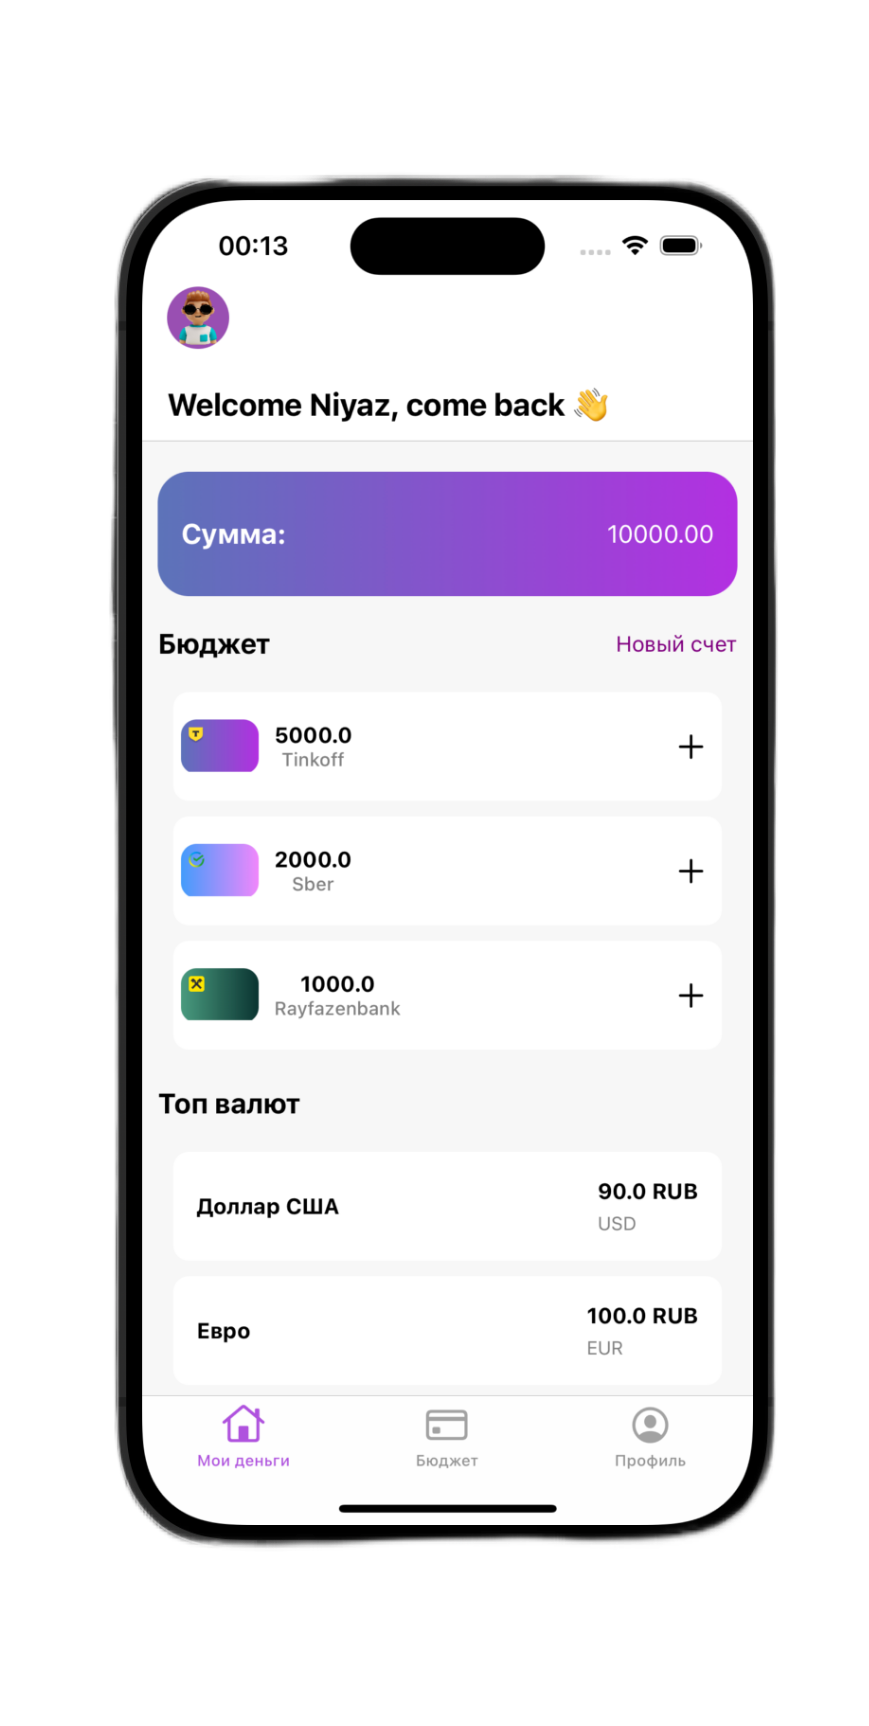 00:13
Welcome Niyaz, come back 👋
Сумма: 10000.00
Бюджет Новый счет
T
5000.0
Tinkoff
2000.0
Sber
1000.0
Rayfazenbank
Топ валют
Доллар США
90.0 RUB
USD
Евро
100.0 RUB
EUR
Мои деньги Бюджет Профиль